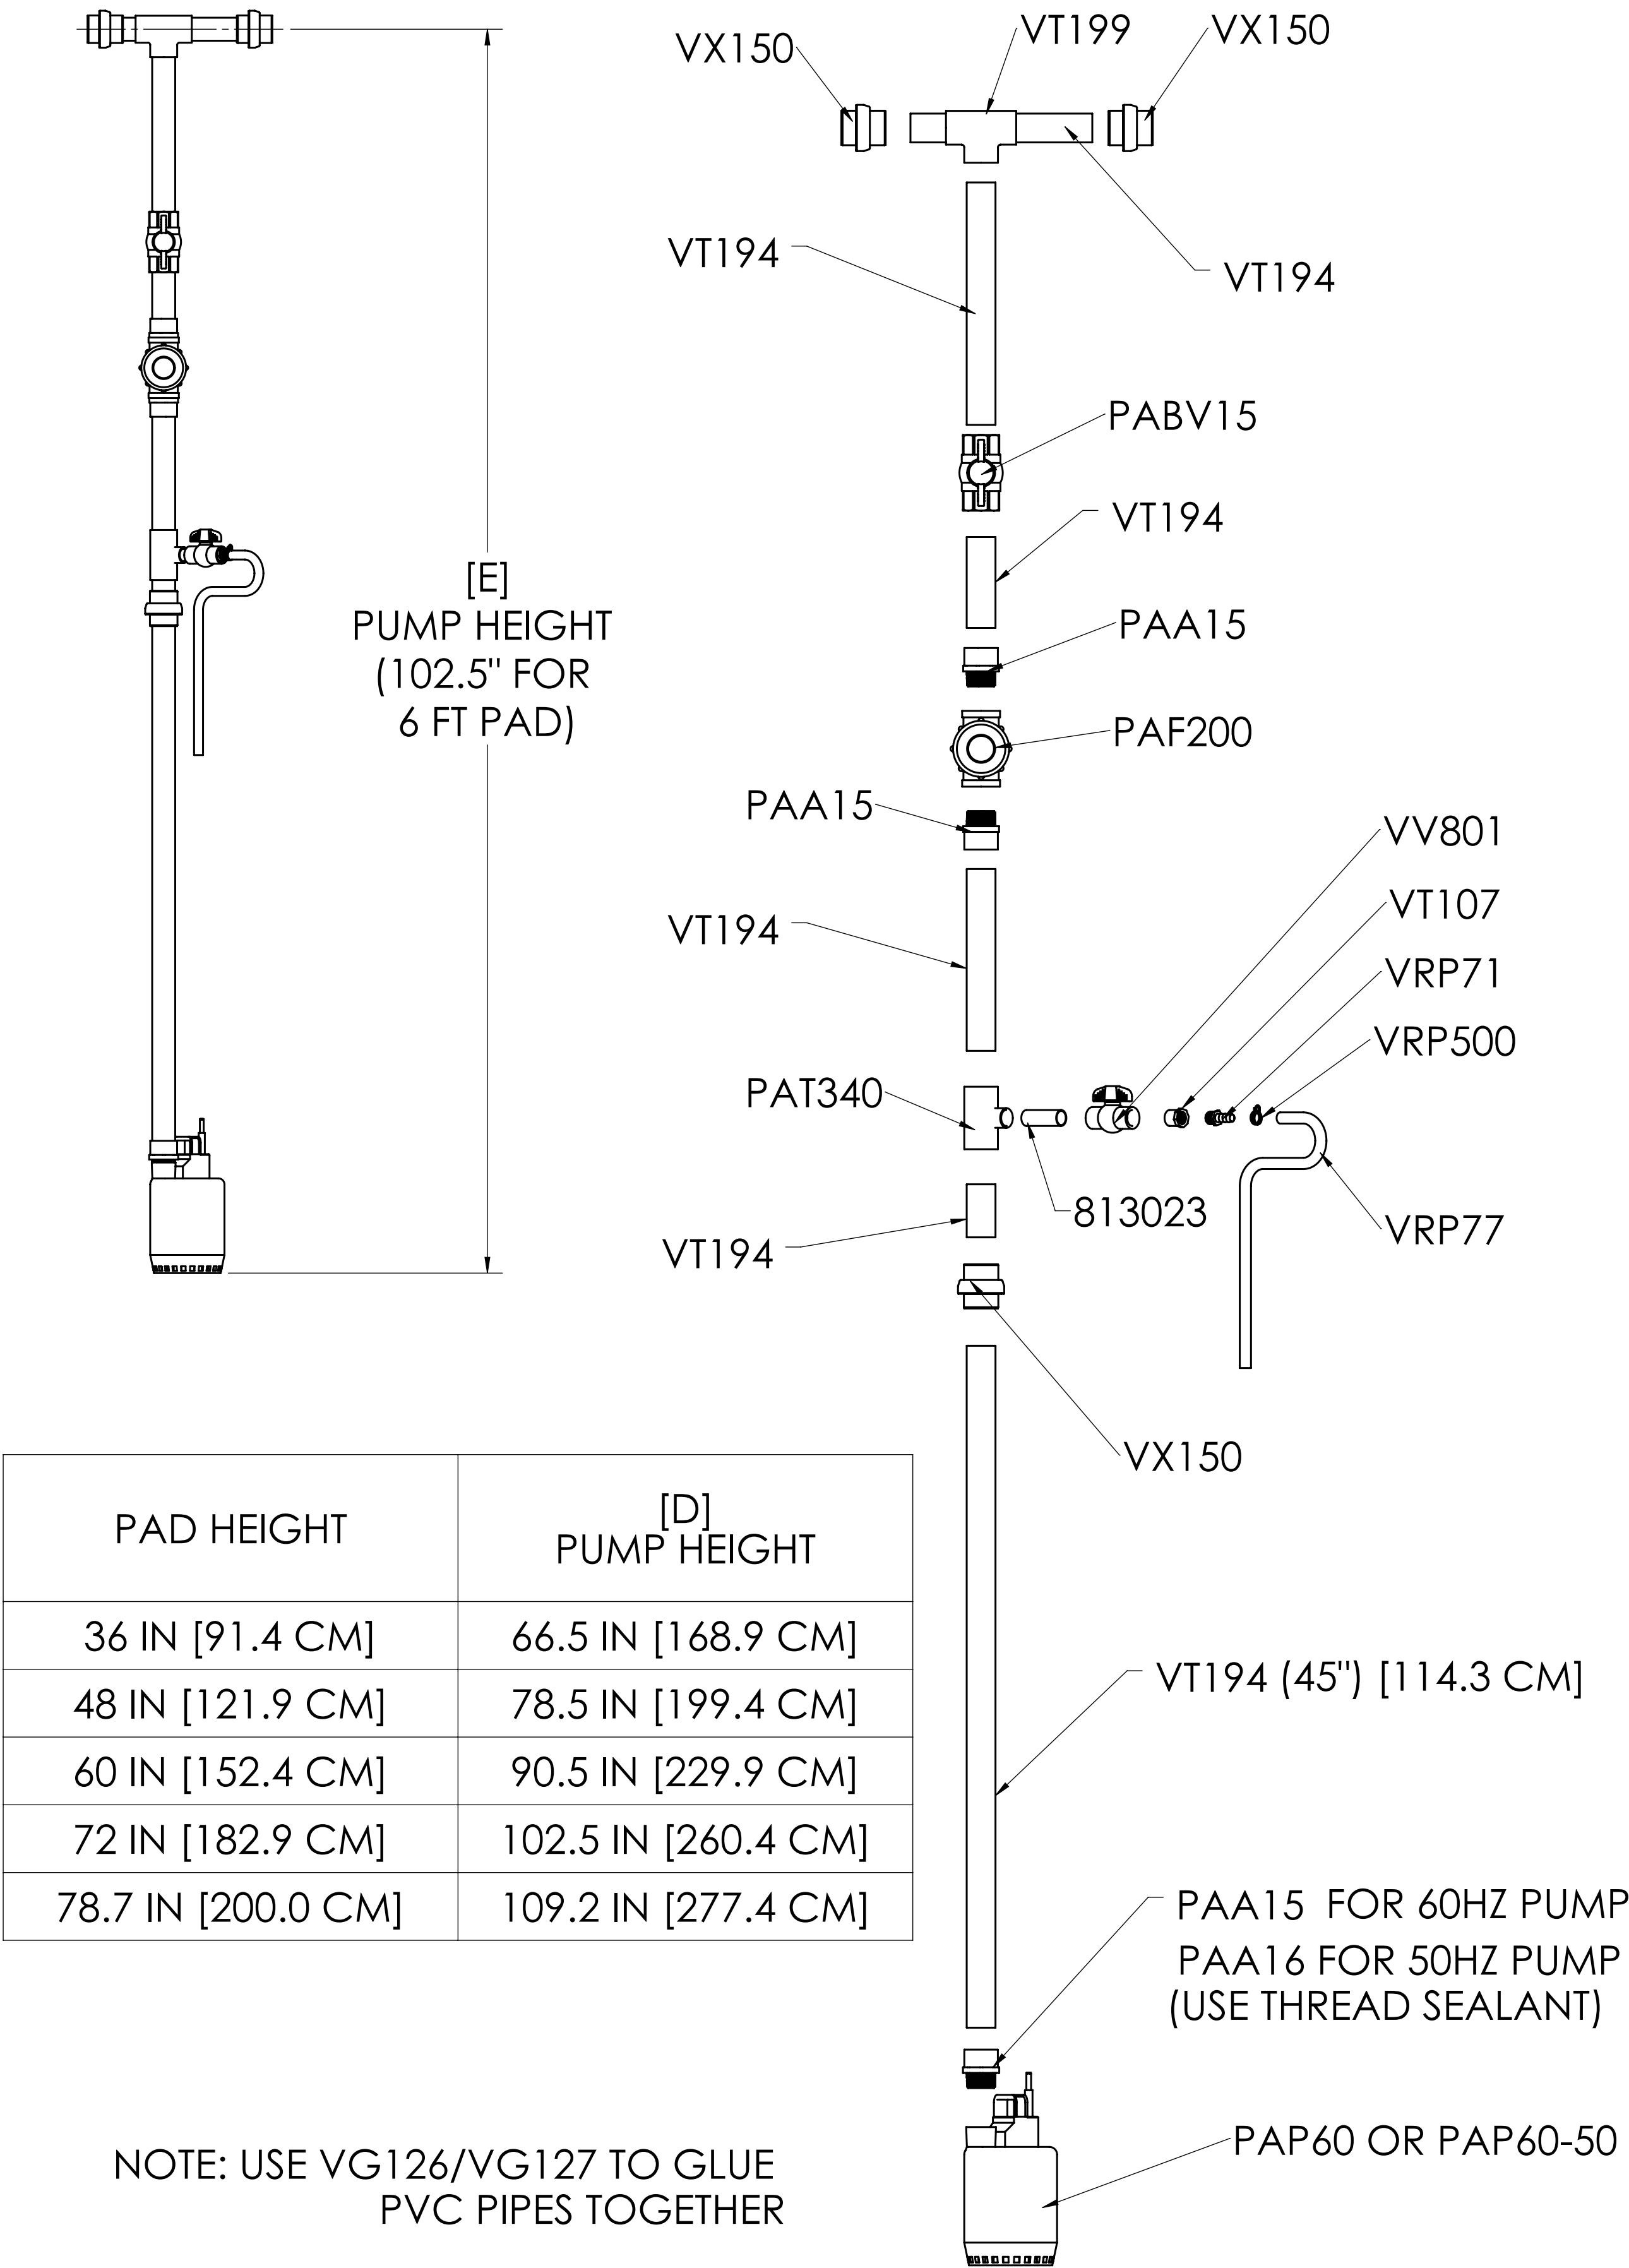 VX150
VT199
VX150
VT194
VT194
PABV15
VT194
[E]
PUMP HEIGHT
(102.5" FOR
6 FT PAD)
PAA15
PAF200
PAA15
VV801
VT107
VT194
VRP71
VRP500
PAT340
813023
VRP77
VT194
VX150
PAD HEIGHT
[D]
PUMP HEIGHT
36 IN [91.4 CM]
66.5 IN [168.9 CM]
48 IN [121.9 CM]
78.5 IN [199.4 CM]
60 IN [152.4 CM]
90.5 IN [229.9 CM]
72 IN [182.9 CM]
102.5 IN [260.4 CM]
78.7 IN [200.0 CM]
109.2 IN [277.4 CM]
VT194 (45") [114.3 CM]
PAA15 FOR 60HZ PUMP
PAA16 FOR 50HZ PUMP
(USE THREAD SEALANT)
PAP60 OR PAP60-50
NOTE: USE VG126/VG127 TO GLUE
PVC PIPES TOGETHER